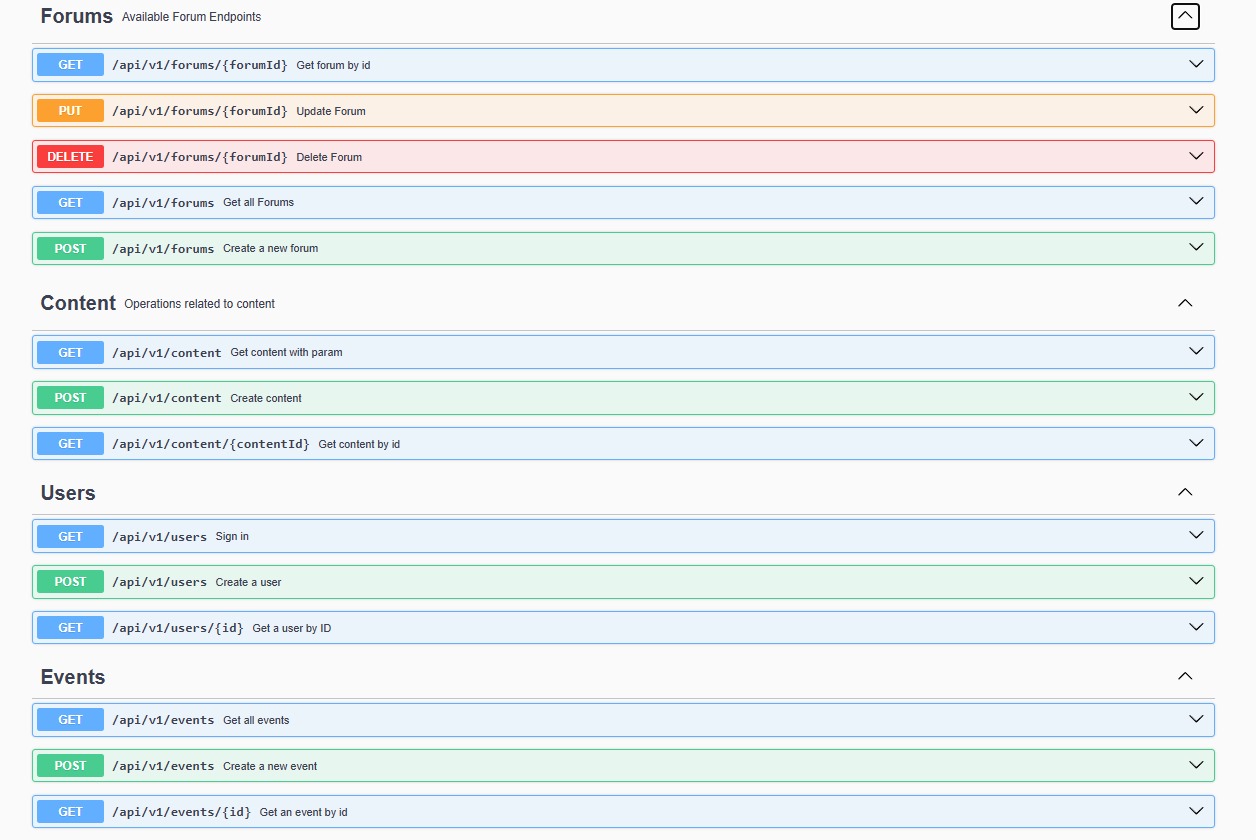 Forums Available Forum Endpoints
GET /api/v1/forums/{forumId} Get forum by id
PUT /api/v1/forums/{forumId} Update Forum
DELETE /api/v1/forums/{forumId} Delete Forum
GET /api/v1/forums Get all Forums
POST /api/v1/forums Create a new forum
Content Operations related to content
GET /api/v1/content Get content with param
POST /api/v1/content Create content
GET /api/v1/content/{contentId} Get content by id
Users
GET /api/v1/users Sign in
POST /api/v1/users Create a user
GET /api/v1/users/{id} Get a user by ID
Events
GET /api/v1/events Get all events
POST /api/v1/events Create a new event
GET /api/v1/events/{id} Get an event by id